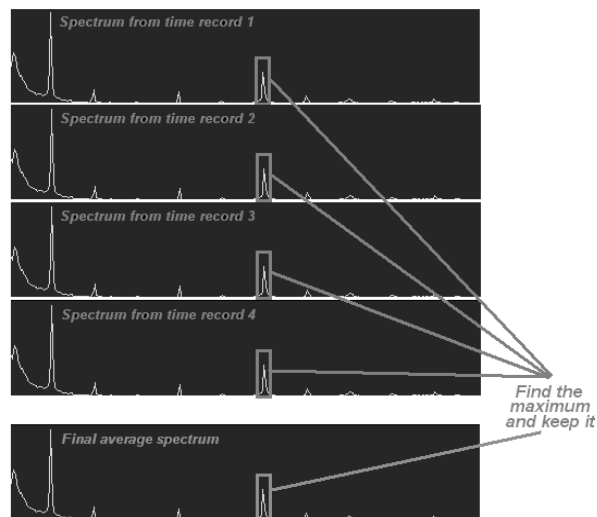 Spectrum from time record 1
Spectrum from time record 2
Spectrum from time record 3
Spectrum from time record 4
Find the
maximum
and keep it
Final average spectrum